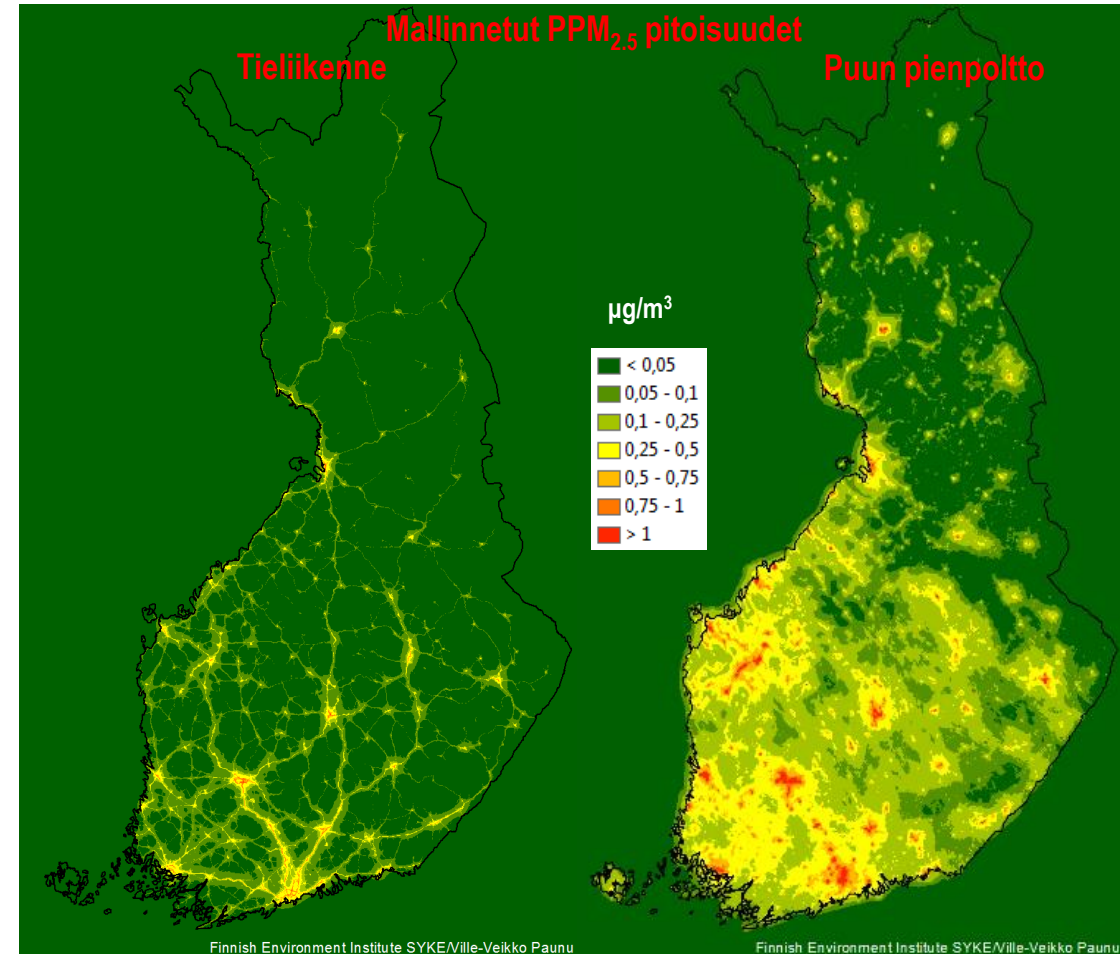 Mallinnetut PPM2.5 pitoisuudet
Tieliikenne
Puun pienpoltto
µg/m³
< 0,05
0,05 - 0,1
0,1 - 0,25
0,25 - 0,5
0,5 - 0,75
0,75 - 1
> 1
Finnish Environment Institute SYKE/Ville-Veikko Paunu
Finnish Environment Institute SYKE/Ville-Veikko Paunu